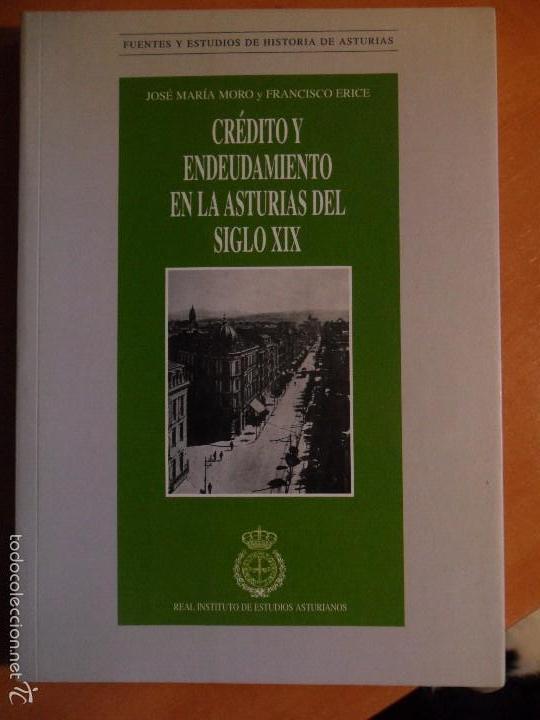 FUENTES Y ESTUDIOS DE HISTORIA DE ASTURIAS
JOSÉ MARÍA MORO y FRANCISCO ERICE
CRÉDITO Y
ENDEUDAMIENTO
EN LA ASTURIAS DEL
SIGLO XIX
REAL INSTITUTO DE ESTUDIOS ASTURIANOS
todocoleccion.net